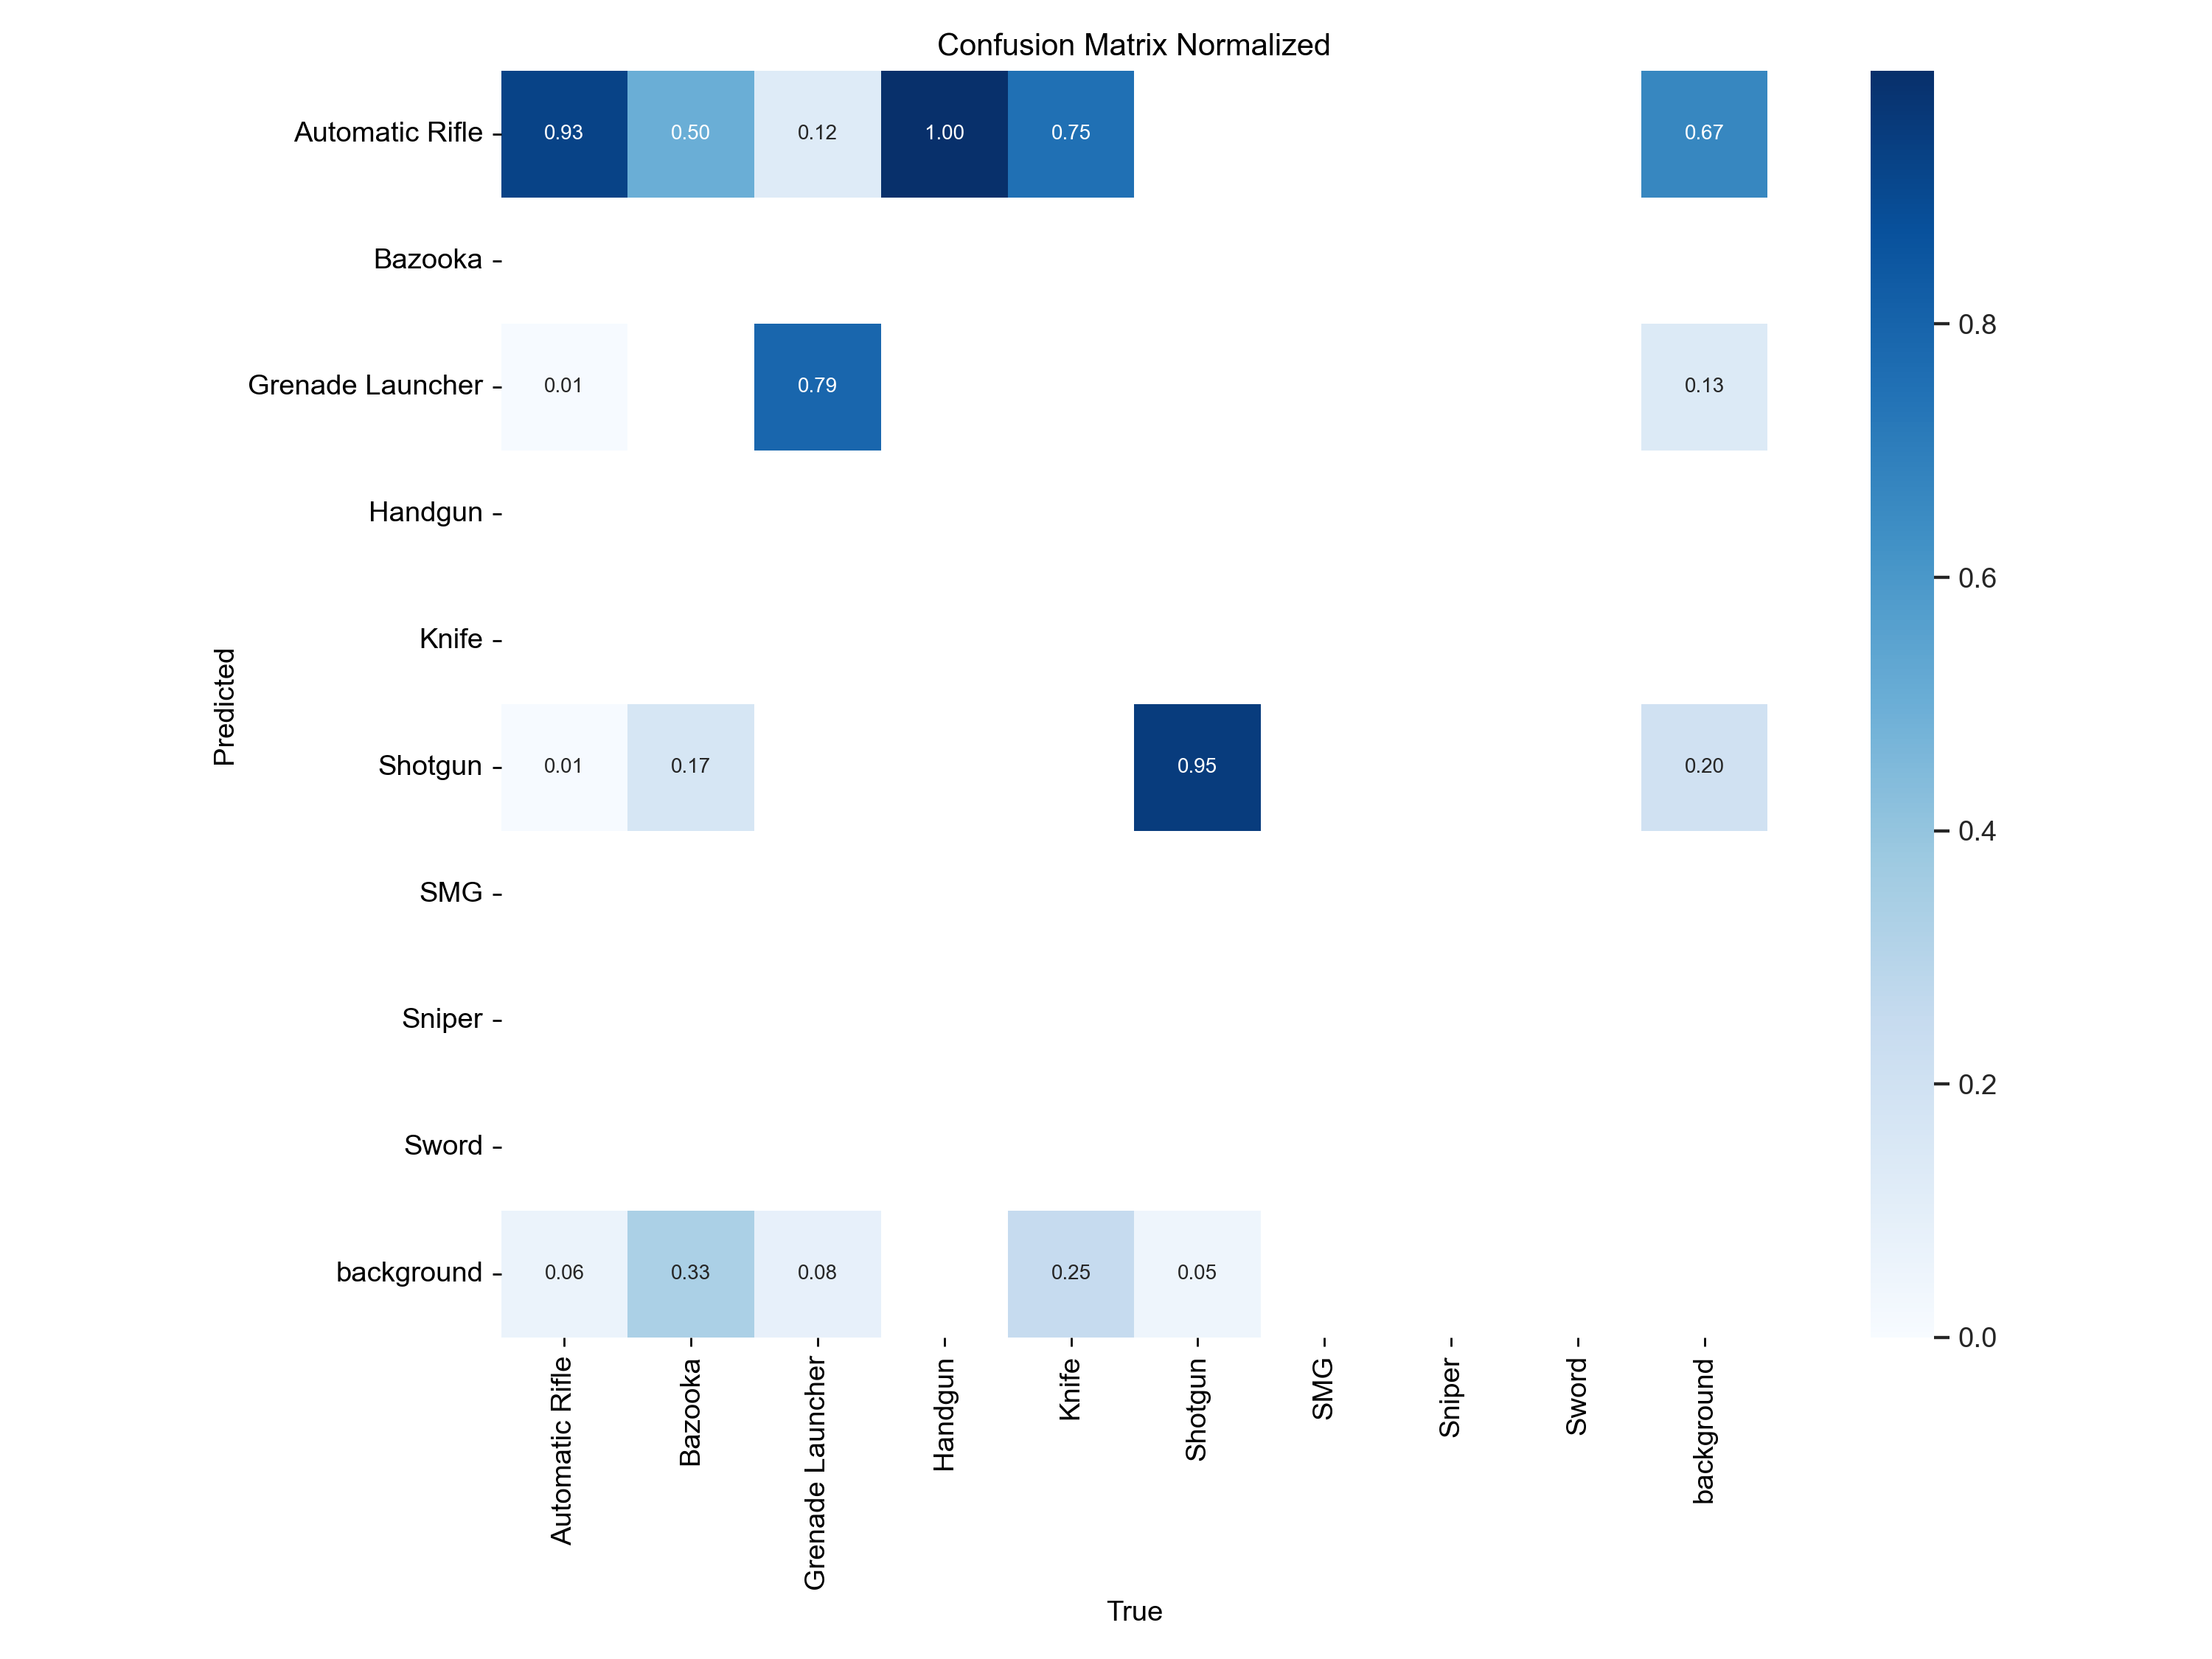 Confusion Matrix Normalized
Automatic Rifle 0.93 0.50 0.12 1.00 0.75 0.67
Bazooka
Grenade Launcher 0.01 0.79 0.13
0.8
Handgun
0.6
Knife
Predicted
Shotgun 0.01 0.17 0.95 0.20
0.4
SMG
Sniper
0.2
Sword
background 0.06 0.33 0.08 0.25 0.05
0.0
Automatic Rifle
Bazooka
Grenade Launcher
Handgun
Knife
Shotgun
SMG
Sniper
Sword
background
True